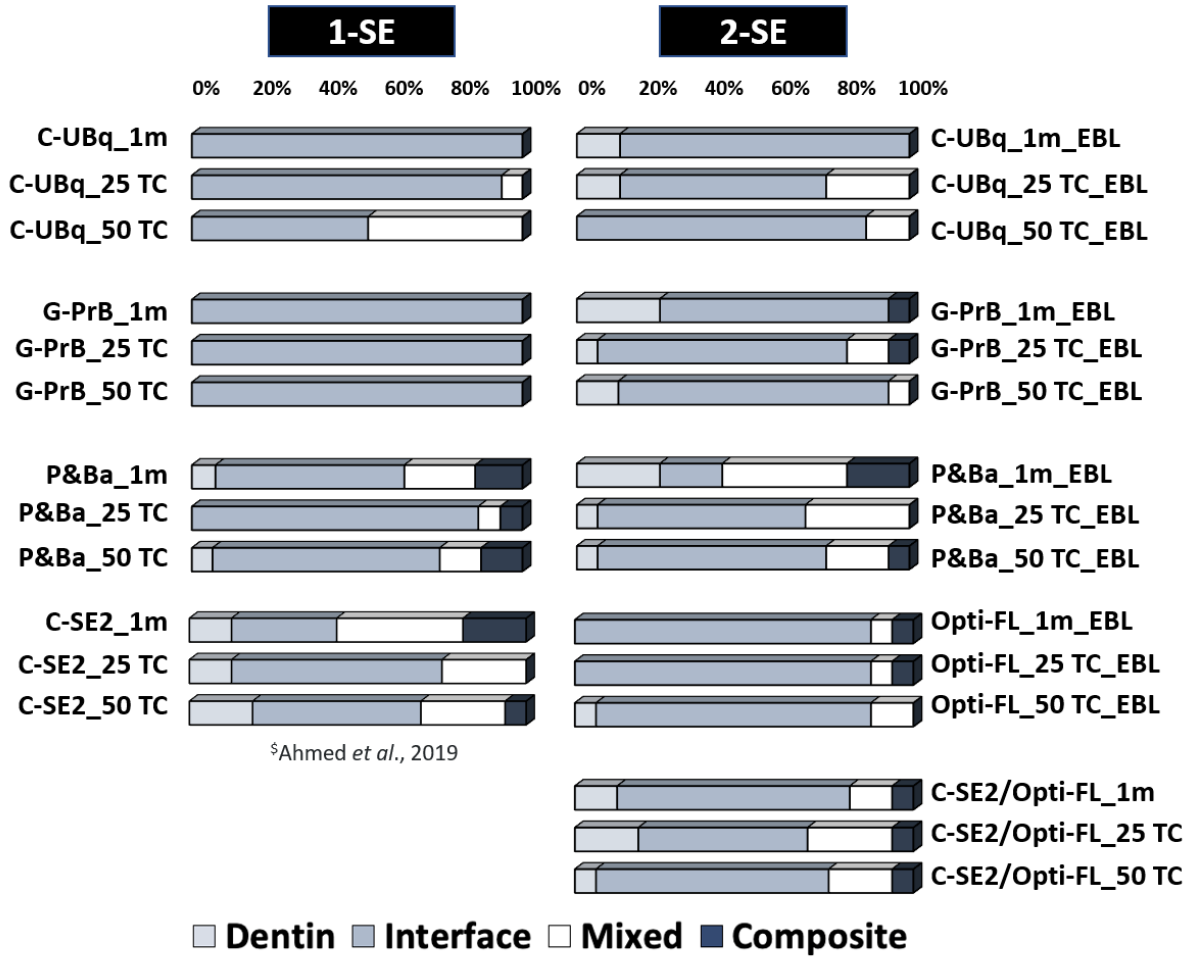 1-SE
2-SE
0% 20% 40% 60% 80% 100%
0% 20% 40% 60% 80% 100%
C-UBq_1m
C-UBq_1m_EBL
C-UBq_25 TC
C-UBq_25 TC_EBL
C-UBq_50 TC
C-UBq_50 TC_EBL
G-PrB_1m
G-PrB_1m_EBL
G-PrB_25 TC
G-PrB_25 TC_EBL
G-PrB_50 TC
G-PrB_50 TC_EBL
P&Ba_1m
P&Ba_1m_EBL
P&Ba_25 TC
P&Ba_25 TC_EBL
P&Ba_50 TC
P&Ba_50 TC_EBL
C-SE2_1m
Opti-FL_1m_EBL
C-SE2_25 TC
Opti-FL_25 TC_EBL
C-SE2_50 TC
Opti-FL_50 TC_EBL
$Ahmed et al., 2019
C-SE2/Opti-FL_1m
C-SE2/Opti-FL_25 TC
C-SE2/Opti-FL_50 TC
Dentin Interface Mixed Composite